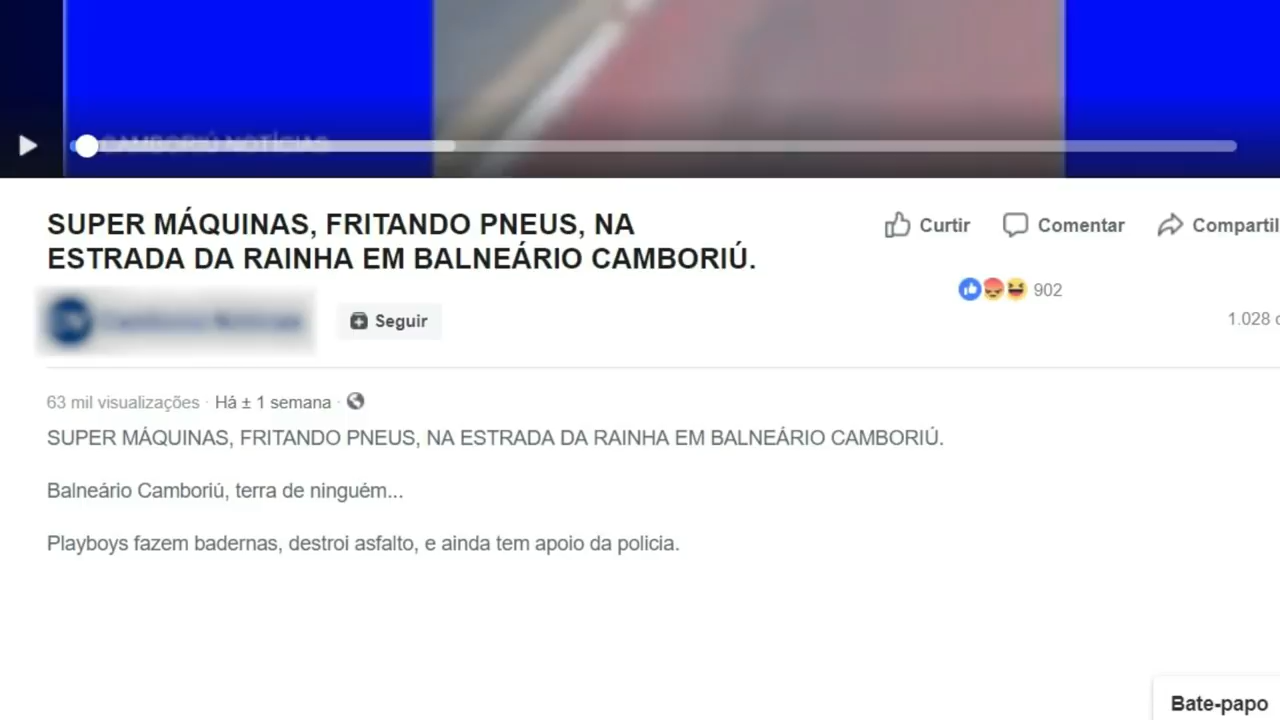 CAMBORIÚ NOTÍCIAS
SUPER MÁQUINAS, FRITANDO PNEUS, NA
ESTRADA DA RAINHA EM BALNEÁRIO CAMBORIÚ.
Curtir
Comentar
Compartil
Seguir
902
1.028 c
63 mil visualizações · Há ± 1 semana ·
SUPER MÁQUINAS, FRITANDO PNEUS, NA ESTRADA DA RAINHA EM BALNEÁRIO CAMBORIÚ.
Balneário Camboriú, terra de ninguém...
Playboys fazem badernas, destroi asfalto, e ainda tem apoio da policia.
Bate-papo